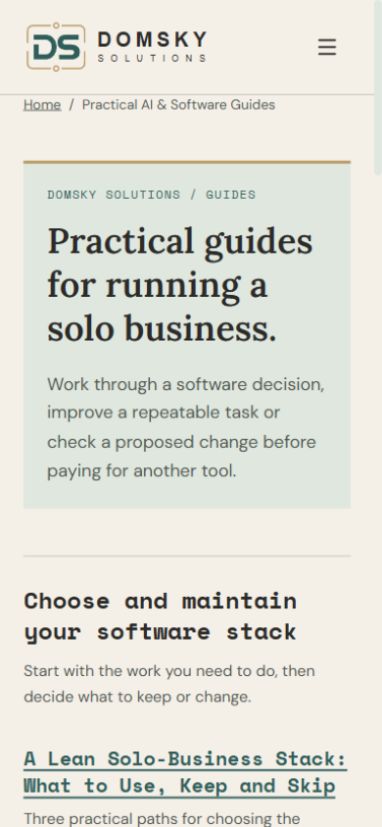 DS DOMSKY
SOLUTIONS
Home / Practical AI & Software Guides
DOMSKY SOLUTIONS / GUIDES
Practical guides
for running a
solo business.
Work through a software decision,
improve a repeatable task or
check a proposed change before
paying for another tool.
Choose and maintain
your software stack
Start with the work you need to do, then
decide what to keep or change.
A Lean Solo-Business Stack:
What to Use, Keep and Skip
Three practical paths for choosing the